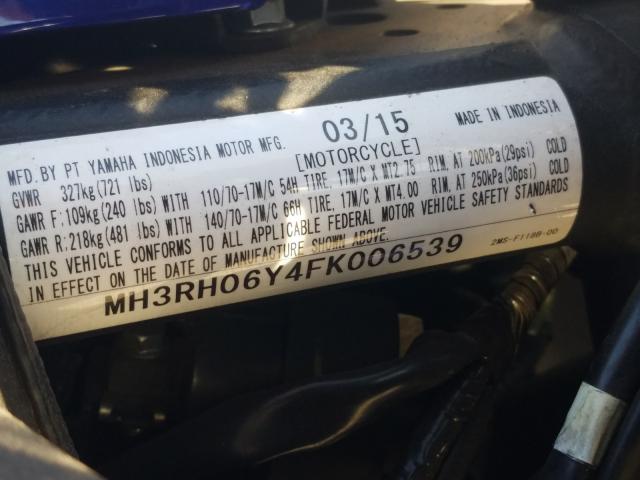 MFD. BY PT YAMAHA INDONESIA MOTOR MFG. 03/15 MADE IN INDONESIA
GVWR 327kg(721 lbs) [MOTORCYCLE]
GAWR F:109kg(240 lbs) WITH 110/70-17M/C 54H TIRE, 17M/C X MT2.75 RIM, AT 200kPa(29psi) COLD
GAWR R:218kg(481 lbs) WITH 140/70-17M/C 66H TIRE, 17M/C X MT4.00 RIM, AT 250kPa(36psi) COLD
THIS VEHICLE CONFORMS TO ALL APPLICABLE FEDERAL MOTOR VEHICLE SAFETY STANDARDS
IN EFFECT ON THE DATE OF MANUFACTURE SHOWN ABOVE.
MH3RH06Y4FK006539 2MS-F118B-00